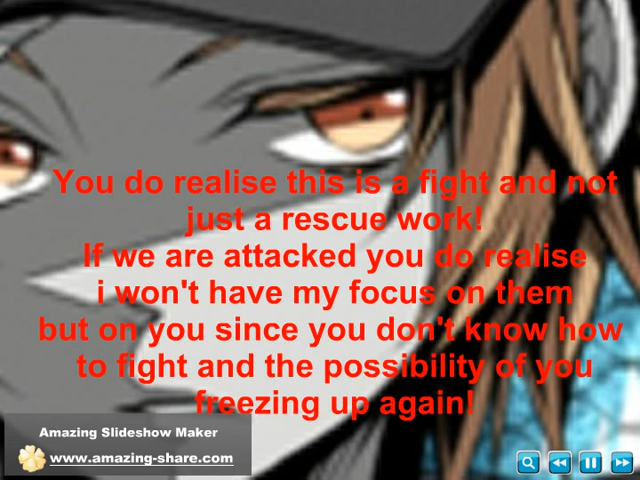 You do realise this is a fight and not
just a rescue work!
If we are attacked you do realise
i won't have my focus on them
but on you since you don't know how
to fight and the possibility of you
freezing up again!
Amazing Slideshow Maker
www.amazing-share.com